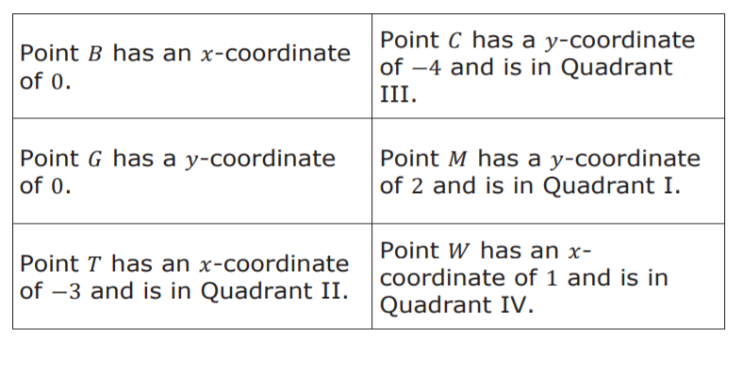 Point B has an x-coordinate
of 0.
Point C has a y-coordinate
of −4 and is in Quadrant
III.
Point G has a y-coordinate
of 0.
Point M has a y-coordinate
of 2 and is in Quadrant I.
Point T has an x-coordinate
of −3 and is in Quadrant II.
Point W has an x-
coordinate of 1 and is in
Quadrant IV.